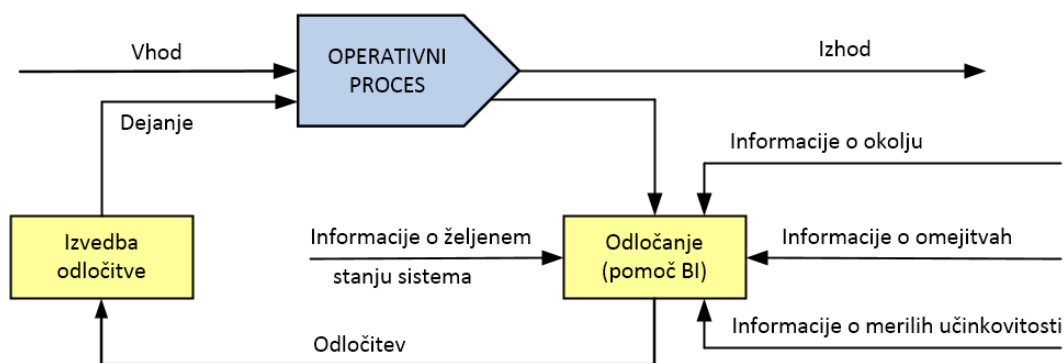 Vhod
OPERATIVNI
PROCES
Izhod
Dejanje
Informacije o okolju
Izvedba
odločitve
Informacije o željenem
stanju sistema
Odločanje
(pomoč BI)
Informacije o omejitvah
Informacije o merilih učinkovitosti
Odločitev